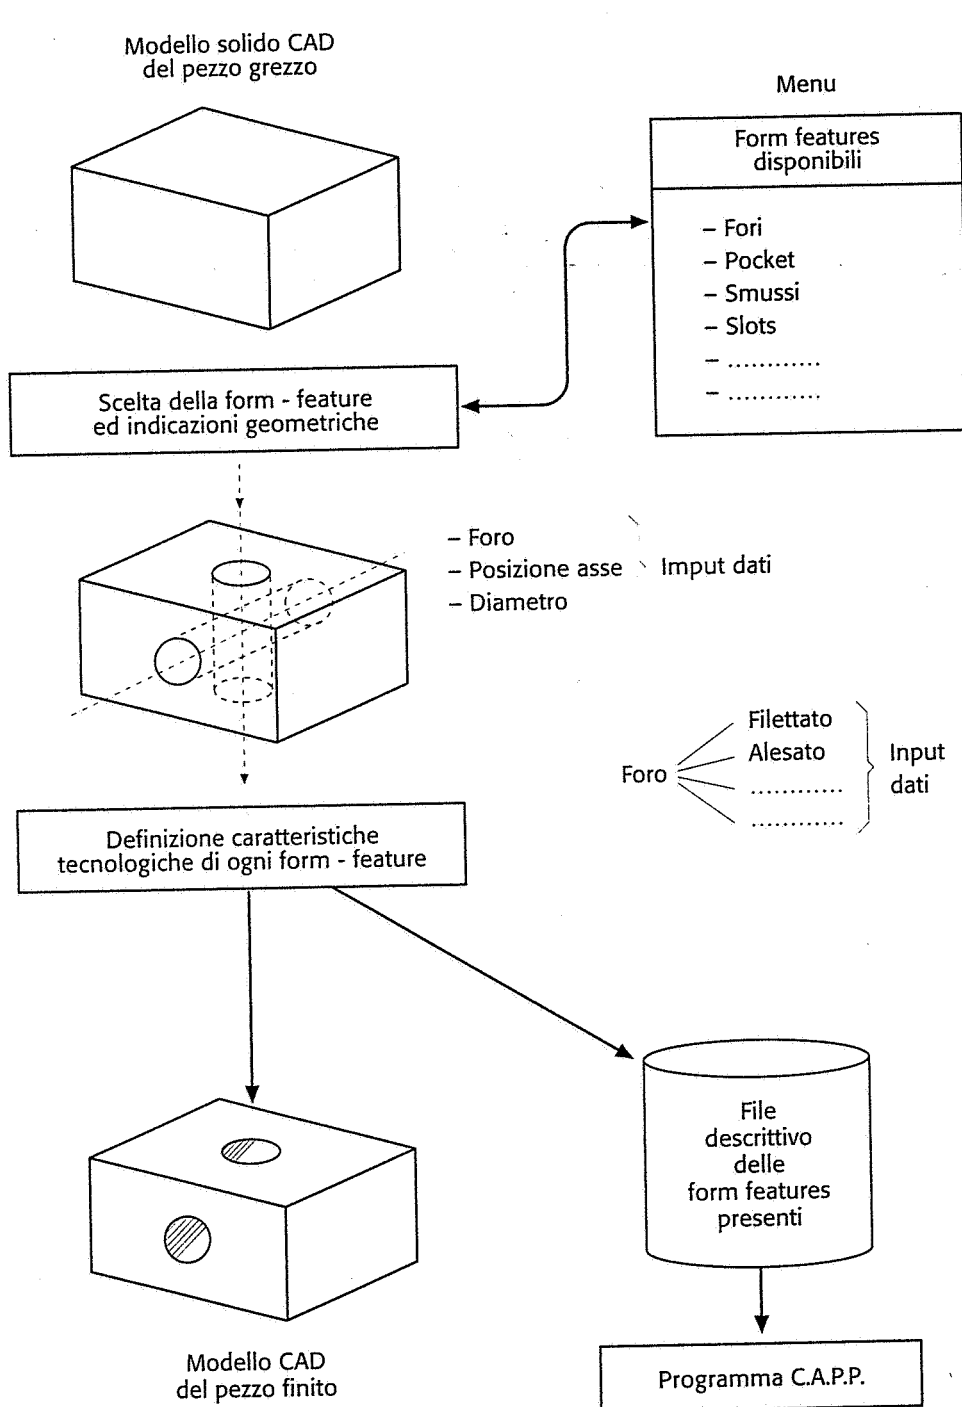 Modello solido CAD
del pezzo grezzo
Menu
Form features
disponibili
– Fori
– Pocket
– Smussi
– Slots
– ............
– ............
Scelta della form - feature
ed indicazioni geometriche
– Foro
– Posizione asse
– Diametro
Imput dati
Foro
Filettato
Alesato
............
............
Input
dati
Definizione caratteristiche
tecnologiche di ogni form - feature
File
descrittivo
delle
form features
presenti
Modello CAD
del pezzo finito
Programma C.A.P.P.